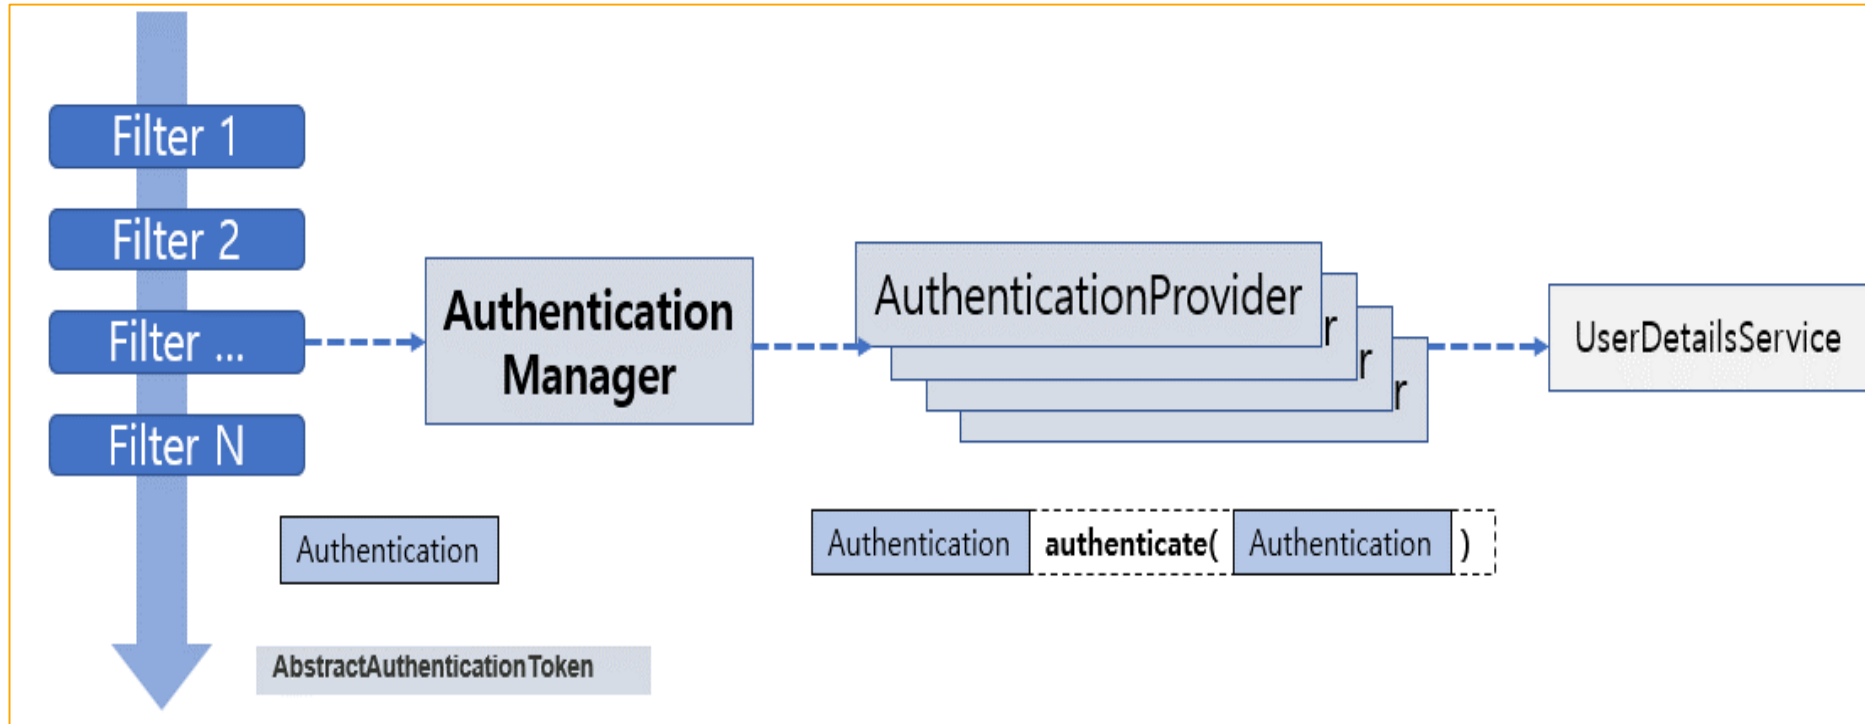 Filter 1
Filter 2
Filter ...
Filter N
Authentication
Manager
AuthenticationProvider
r
r
r
UserDetailsService
Authentication
Authentication authenticate( Authentication )
AbstractAuthenticationToken